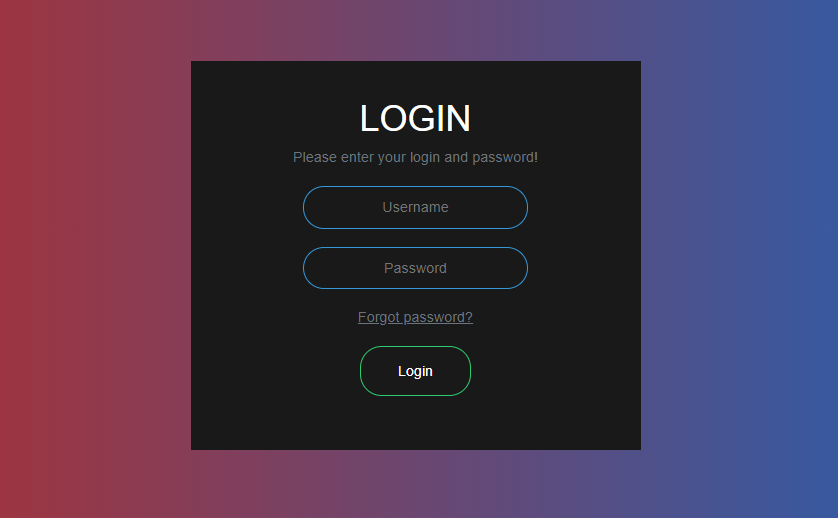 LOGIN
Please enter your login and password!
Username
Password
Forgot password?
Login